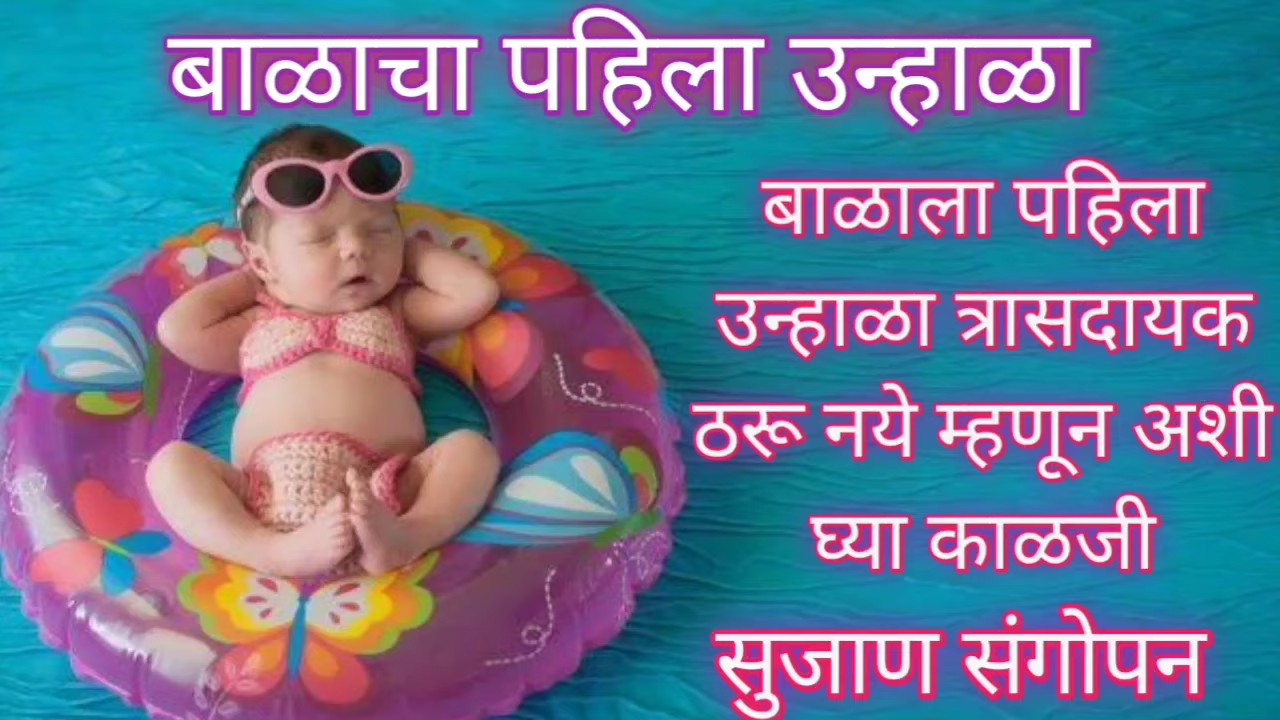 बाळाचा पहिला उन्हाळा
बाळाला पहिला
उन्हाळा त्रासदायक
ठरू नये म्हणून अशी
घ्या काळजी
सुजाण संगोपन